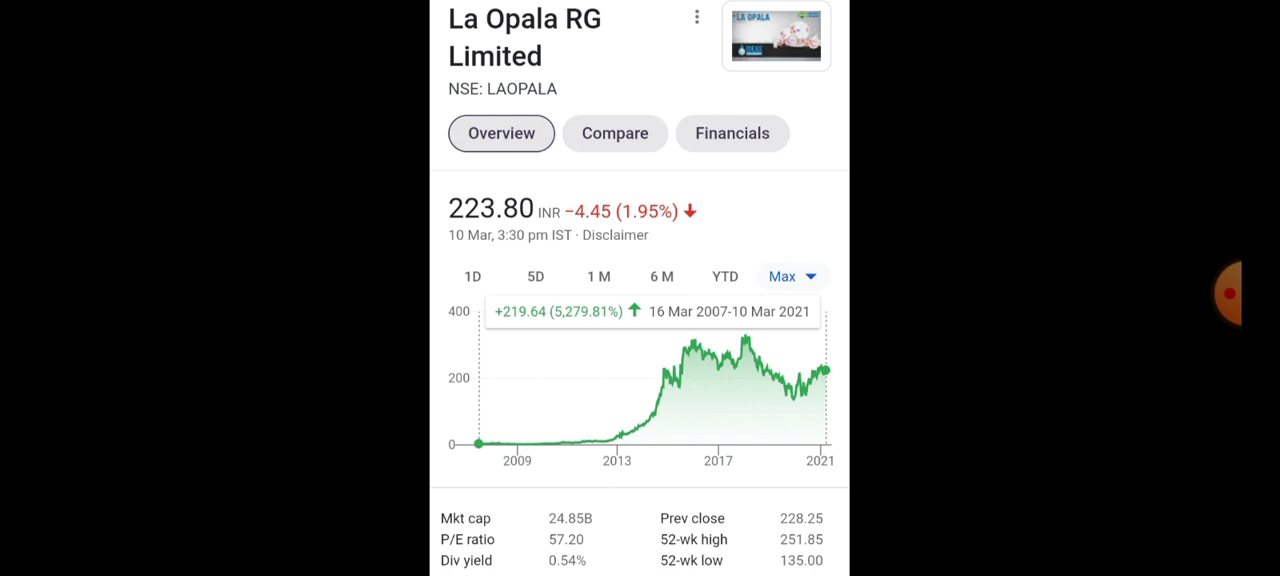 La Opala RG
Limited
LA OPALA
NSE: LAOPALA
Overview
Compare
Financials
223.80 INR −4.45 (1.95%)
10 Mar, 3:30 pm IST · Disclaimer
1D 5D 1 M 6 M YTD Max
+219.64 (5,279.81%) 16 Mar 2007-10 Mar 2021
400
200
0
2009 2013 2017 2021
Mkt cap 24.85B Prev close 228.25
P/E ratio 57.20 52-wk high 251.85
Div yield 0.54% 52-wk low 135.00